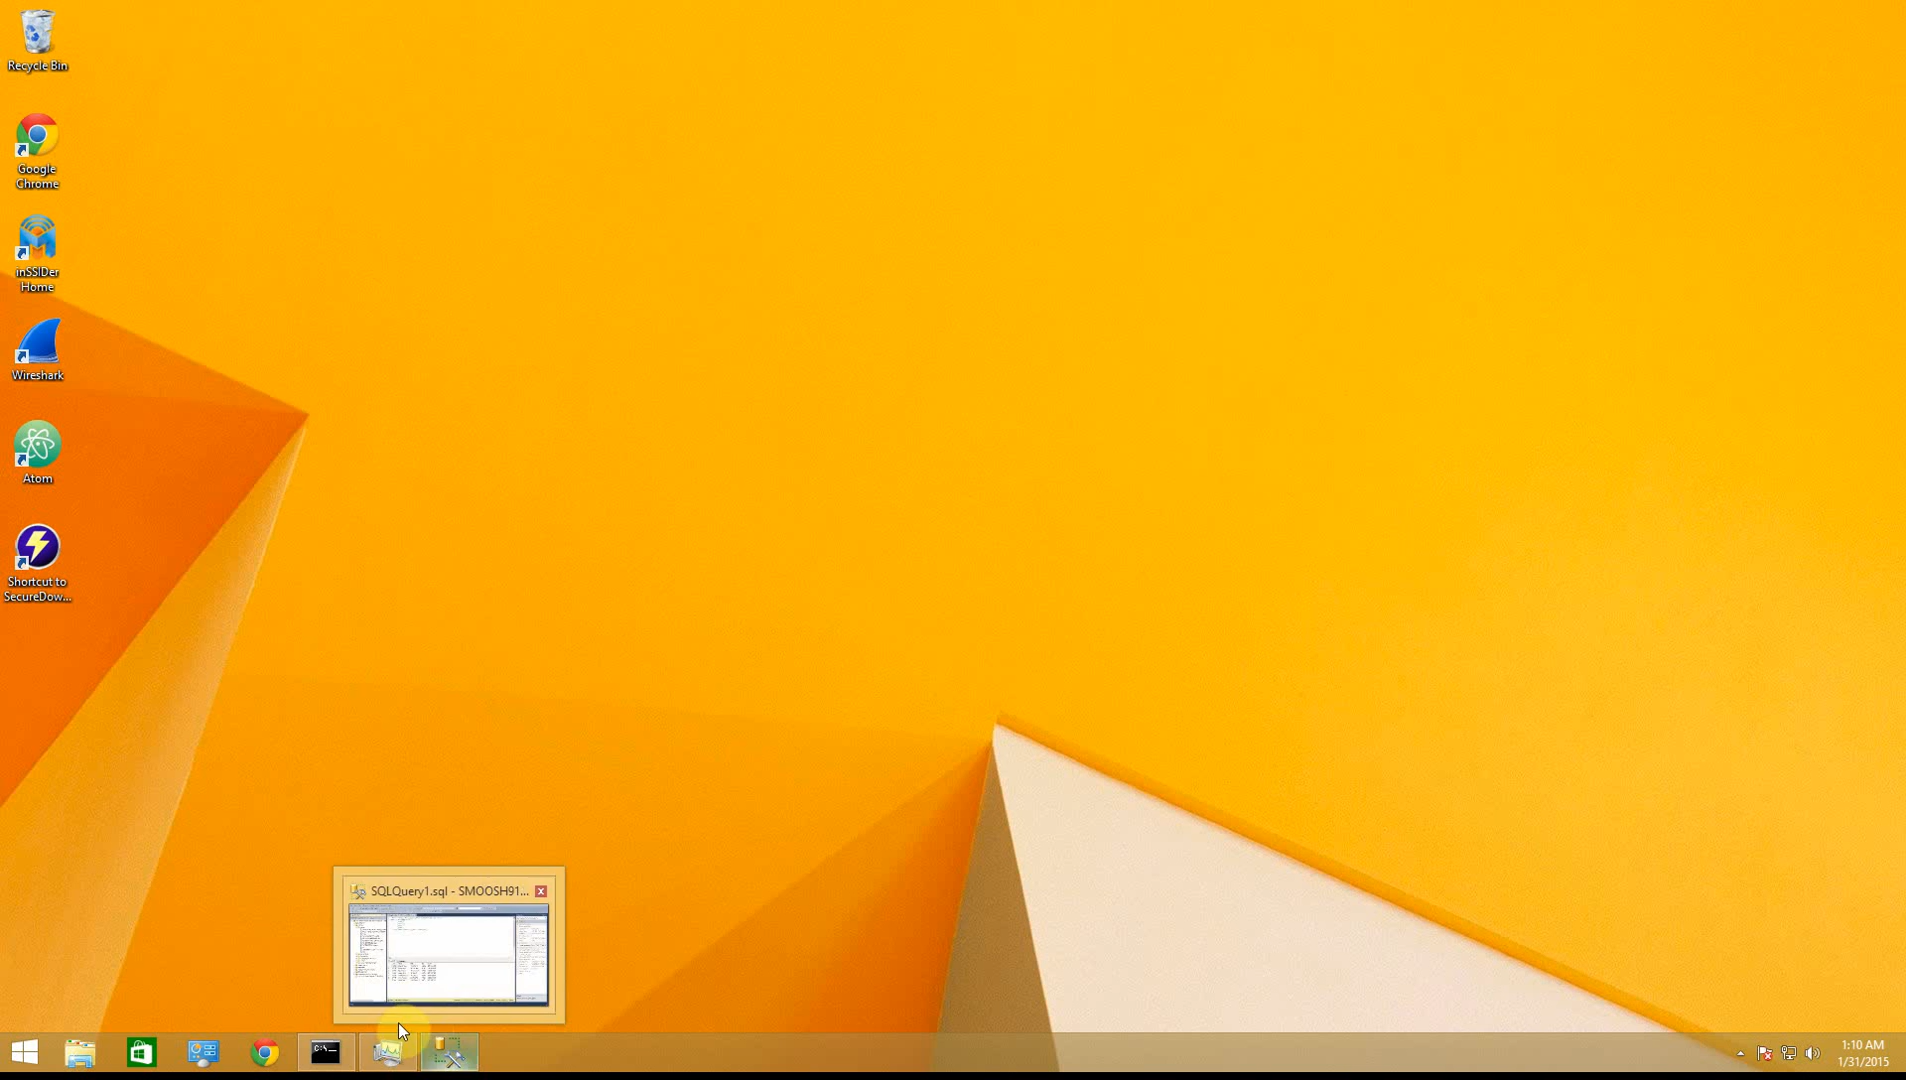 Recycle Bin
Google
Chrome
inSSIDer
Home
Wireshark
Atom
Shortcut to
SecureDow...
SQLQuery1.sql - SMOOSH91...
C:\-
1:10 AM
1/31/2015